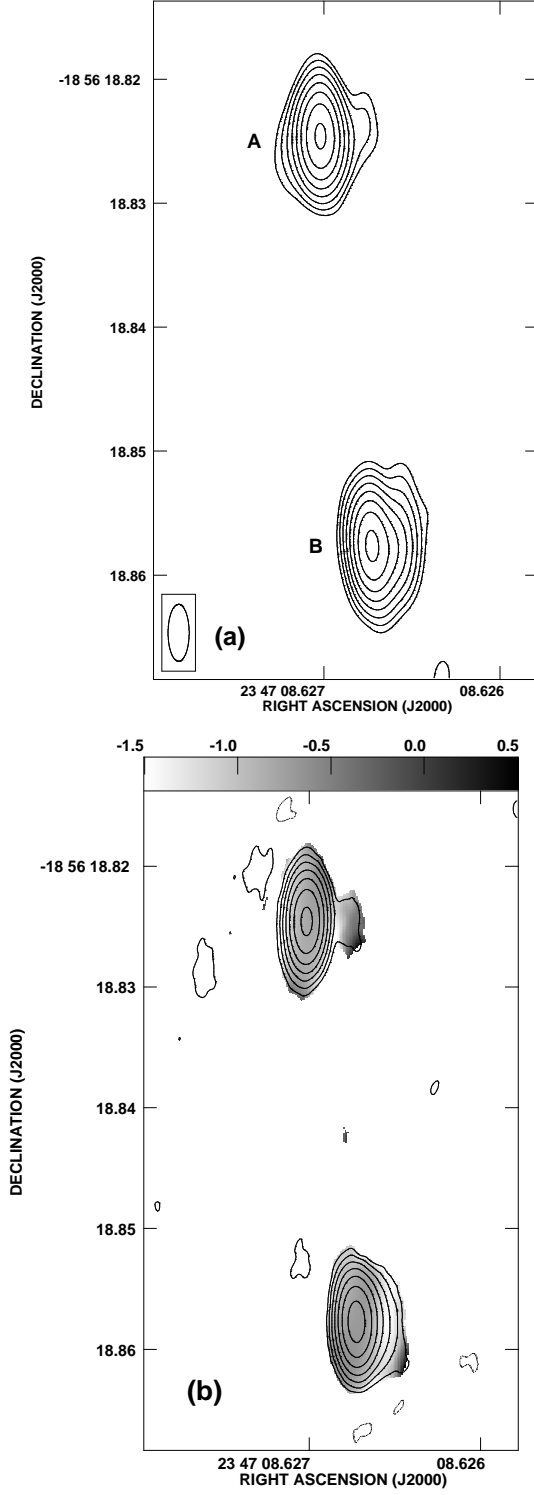 -18 56 18.82
A
18.83
DECLINATION (J2000)
18.84
18.85
B
18.86
(a)
23 47 08.627 08.626
RIGHT ASCENSION (J2000)
-1.5 -1.0 -0.5 0.0 0.5
-18 56 18.82
18.83
DECLINATION (J2000)
18.84
18.85
18.86
(b)
23 47 08.627 08.626
RIGHT ASCENSION (J2000)